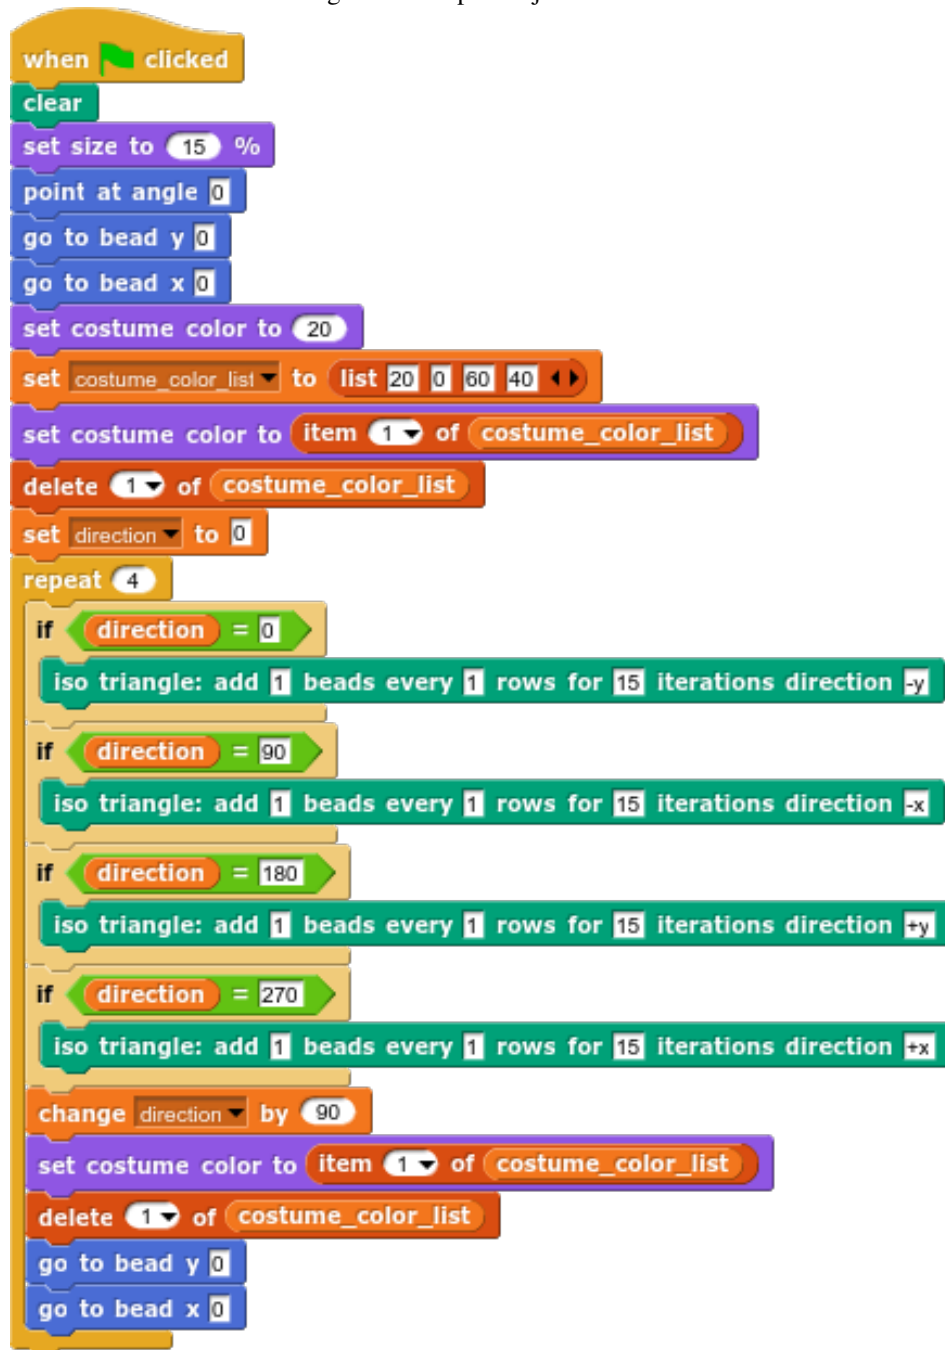 when clicked
clear
set size to 15 %
point at angle 0
go to bead y 0
go to bead x 0
set costume color to 20
set costume_color_list to list 20 0 60 40
set costume color to item 1 of costume_color_list
delete 1 of costume_color_list
set direction to 0
repeat 4
if direction = 0
iso triangle: add 1 beads every 1 rows for 15 iterations direction -y
if direction = 90
iso triangle: add 1 beads every 1 rows for 15 iterations direction -x
if direction = 180
iso triangle: add 1 beads every 1 rows for 15 iterations direction +y
if direction = 270
iso triangle: add 1 beads every 1 rows for 15 iterations direction +x
change direction by 90
set costume color to item 1 of costume_color_list
delete 1 of costume_color_list
go to bead y 0
go to bead x 0